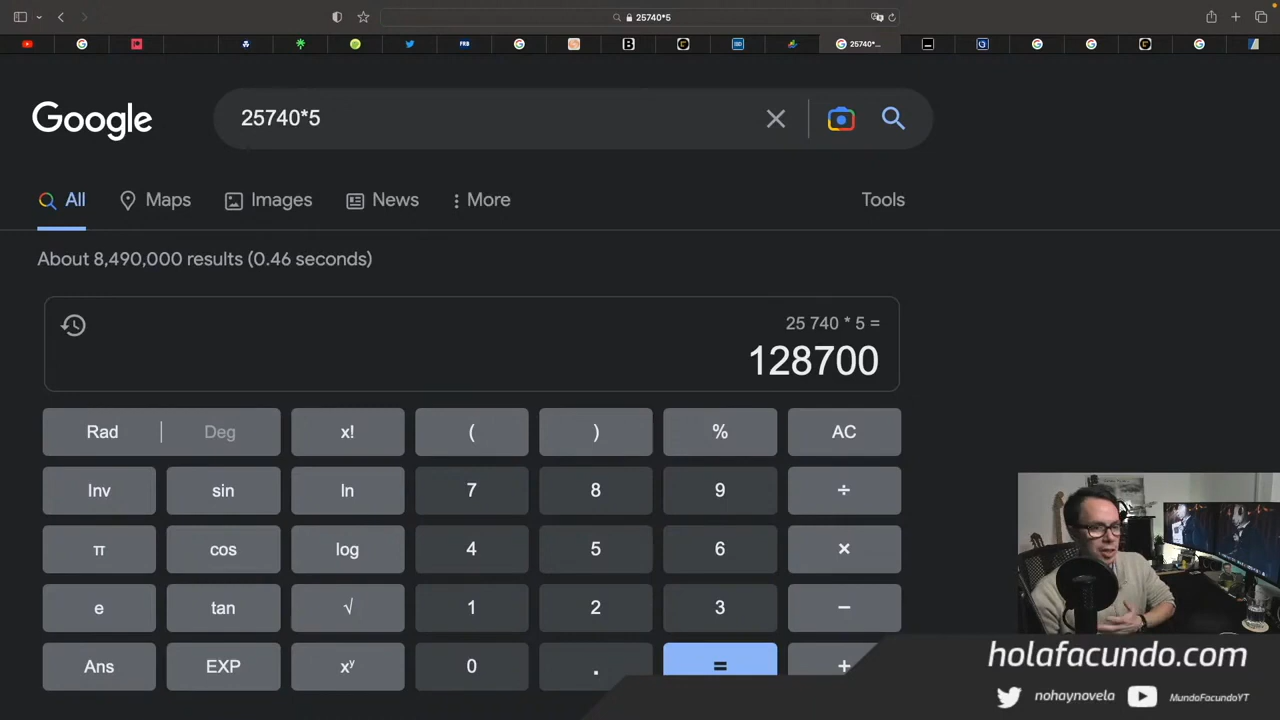 25740*5
25740*...
Google
25740*5
All
Maps
Images
News
More
Tools
About 8,490,000 results (0.46 seconds)
25 740 * 5 =
128700
Rad
Deg
x!
(
)
%
AC
Inv
sin
ln
7
8
9
÷
π
cos
log
4
5
6
×
e
tan
√
1
2
3
−
Ans
EXP
xʸ
0
.
=
+
holafacundo.com
nohaynovela
MundoFacundoYT